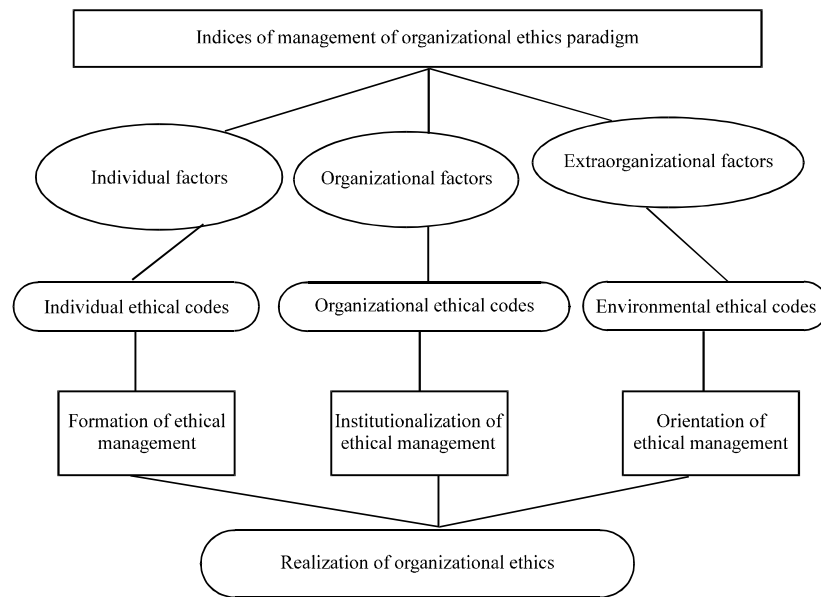 Indices of management of organizational ethics paradigm
Individual factors
Organizational factors
Extraorganizational factors
Individual ethical codes
Organizational ethical codes
Environmental ethical codes
Formation of ethical
management
Institutionalization of
ethical management
Orientation of
ethical management
Realization of organizational ethics